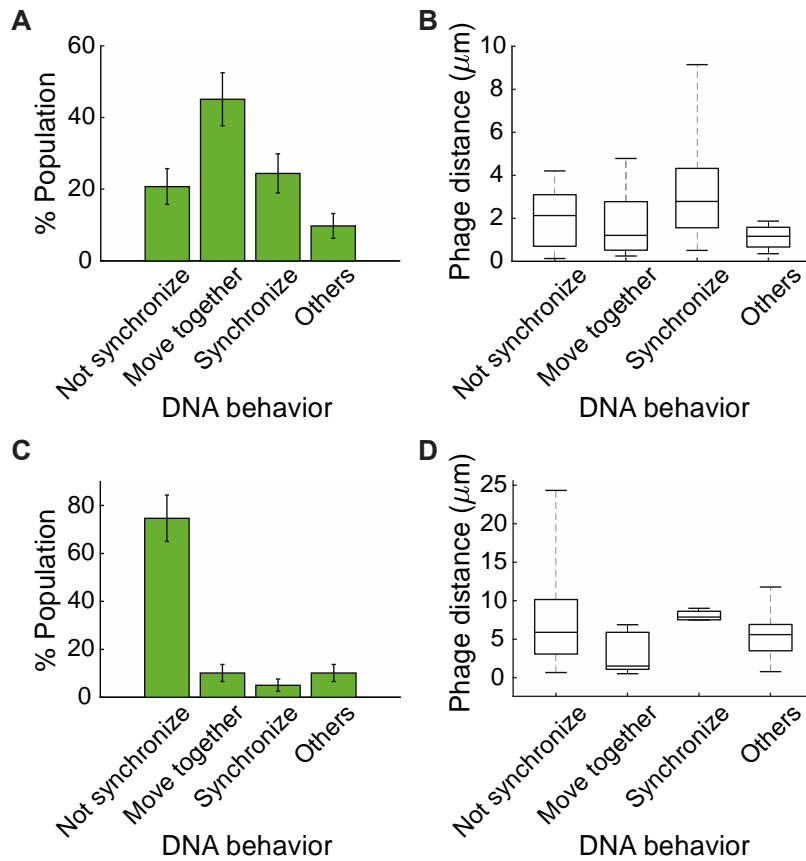 A
% Population
60
40
20
0
Not synchronize
Move together
Synchronize
Others
DNA behavior
B
Phage distance (μm)
10
8
6
4
2
0
Not synchronize
Move together
Synchronize
Others
DNA behavior
C
% Population
80
60
40
20
0
Not synchronize
Move together
Synchronize
Others
DNA behavior
D
Phage distance (μm)
25
20
15
10
5
0
Not synchronize
Move together
Synchronize
Others
DNA behavior